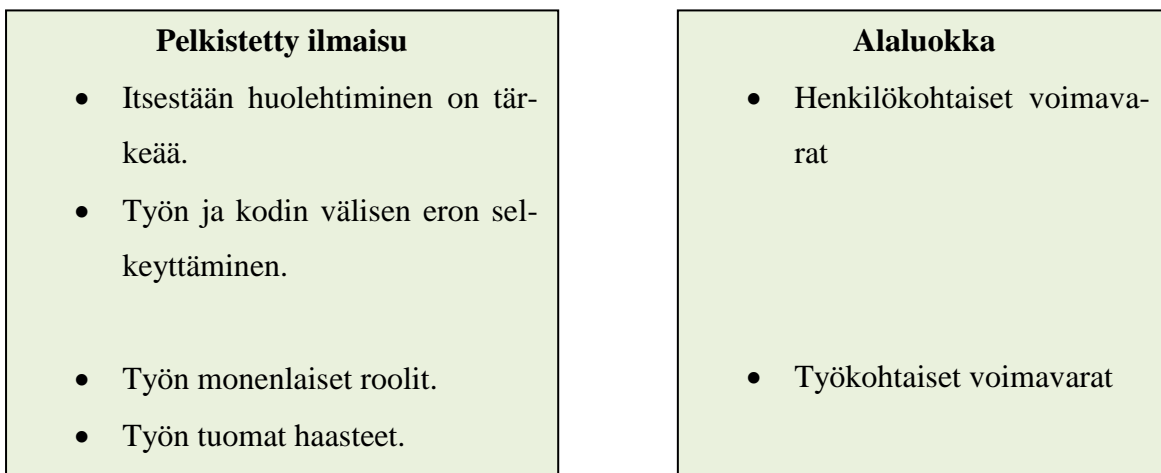 Pelkistetty ilmaisu
• Itsestään huolehtiminen on tär-
keää.
• Työn ja kodin välisen eron sel-
keyttäminen.
• Työn monenlaiset roolit.
• Työn tuomat haasteet.
Alaluokka
• Henkilökohtaiset voimava-
rat
• Työkohtaiset voimavarat